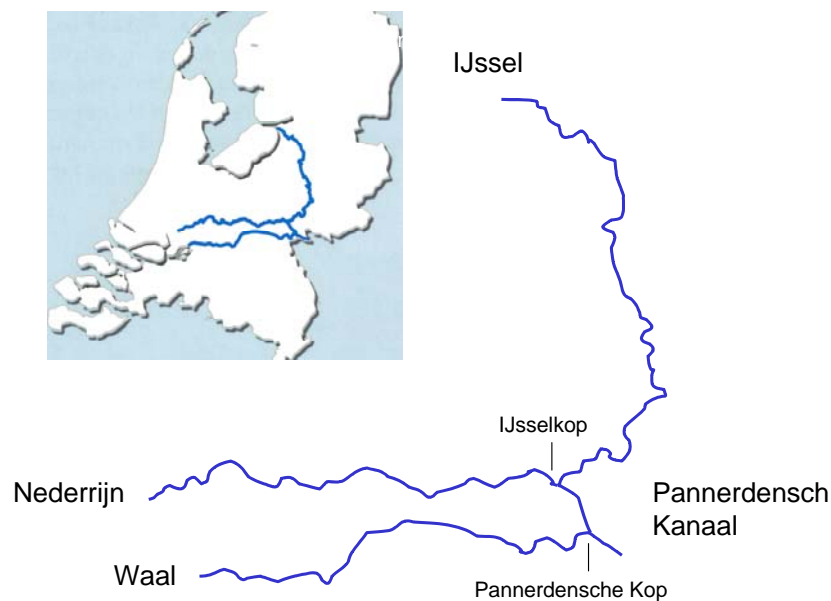 IJssel
IJsselkop
Nederrijn
Pannerdensch
Kanaal
Waal
Pannerdensche Kop